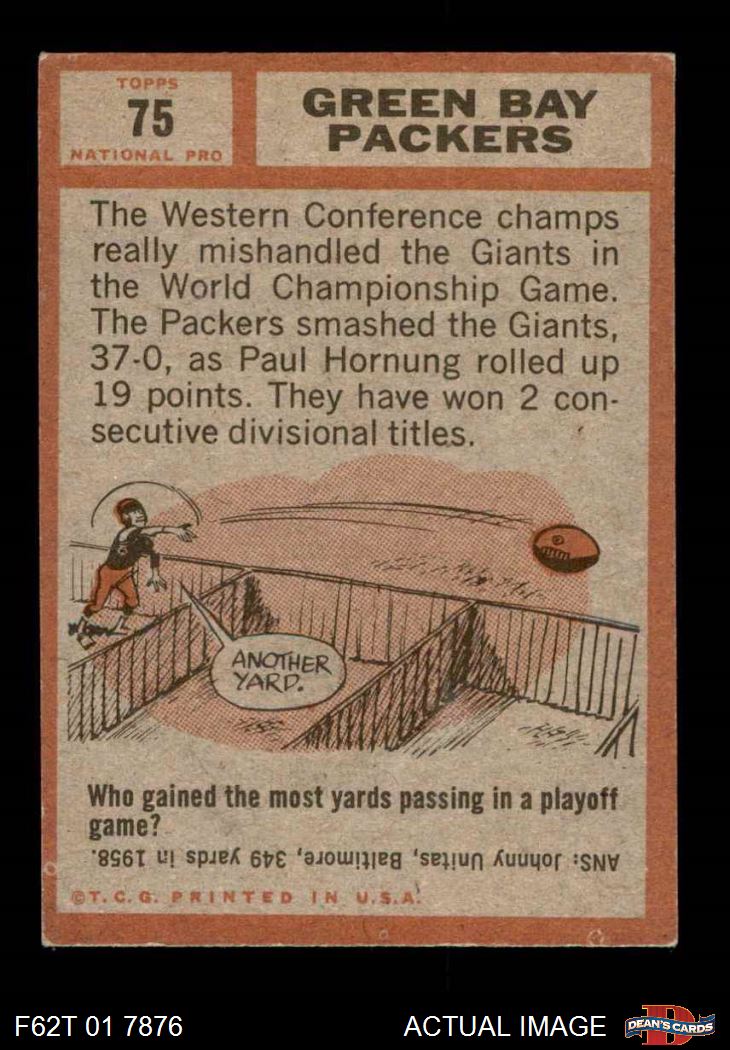 TOPPS
75
NATIONAL PRO
GREEN BAY
PACKERS
The Western Conference champs
really mishandled the Giants in
the World Championship Game.
The Packers smashed the Giants,
37-0, as Paul Hornung rolled up
19 points. They have won 2 con-
secutive divisional titles.
ANOTHER
YARD.
Who gained the most yards passing in a playoff
game?
ANS: Johnny Unitas, Baltimore, 349 yards in 1958.
©T. C. G. PRINTED IN U.S.A.
F62T 01 7876
ACTUAL IMAGE
D
DEAN'S CARDS